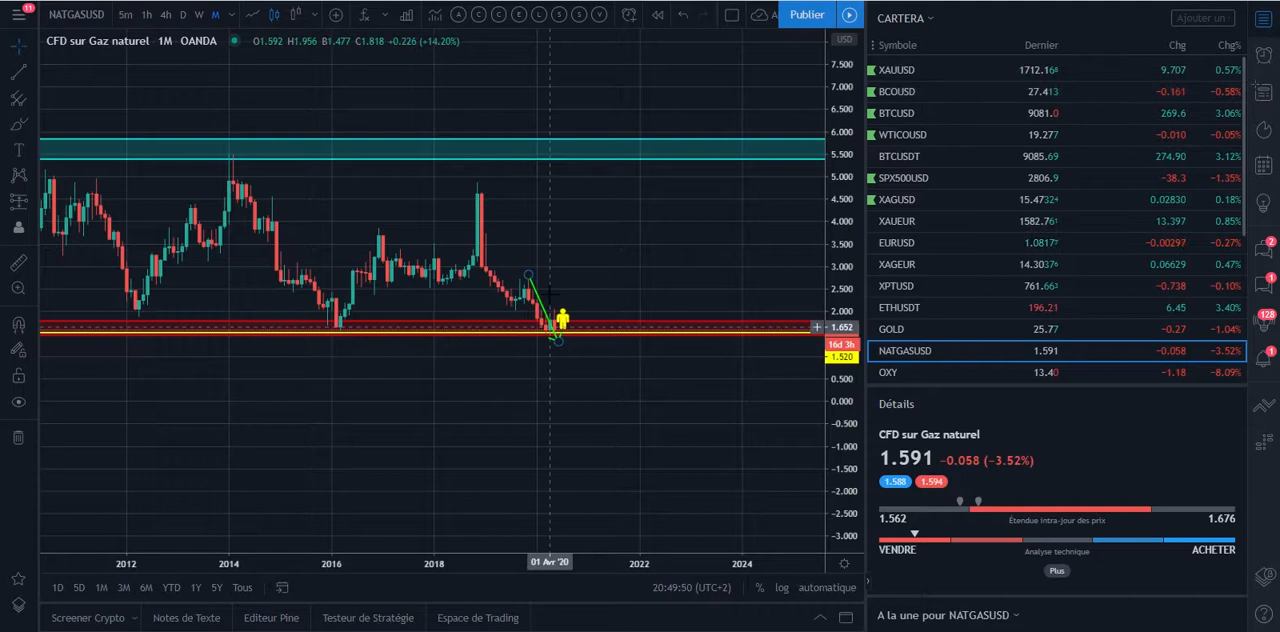 11
NATGASUSD 5m 1h 4h D W M A C C E L S S V A Publier
CFD sur Gaz naturel 1M OANDA O1.592 H1.956 B1.477 C1.818 +0.226 (+14.20%)
USD
7.500
7.000
6.500
6.000
5.500
5.000
4.500
4.000
3.500
3.000
2.500
2.000
1.652
16d 3h
1.520
0.500
0.000
−0.500
−1.000
−1.500
−2.000
−2.500
−3.000
2012 2014 2016 2018 01 Avr '20 2022 2024
1D 5D 1M 3M 6M YTD 1Y 5Y Tous 20:49:50 (UTC+2) % log automatique
Screener Crypto Notes de Texte Editeur Pine Testeur de Stratégie Espace de Trading
CARTERA Ajouter un
Symbole Dernier Chg Chg%
XAUUSD 1712.168 9.707 0.57%
BCOUSD 27.413 −0.161 −0.58%
BTCUSD 9081.0 269.6 3.06%
WTICOUSD 19.277 −0.010 −0.05%
BTCUSDT 9085.69 274.90 3.12%
SPX500USD 2806.9 −38.3 −1.35%
XAGUSD 15.47324 0.02830 0.18%
XAUEUR 1582.761 13.397 0.85%
EURUSD 1.0817 −0.00297 −0.27%
XAGEUR 14.30376 0.06629 0.47%
XPTUSD 761.663 −0.738 −0.10%
ETHUSDT 196.21 6.45 3.40%
GOLD 25.77 −0.27 −1.04%
NATGASUSD 1.591 −0.058 −3.52%
OXY 13.40 −1.18 −8.09%
Détails
CFD sur Gaz naturel
1.591 −0.058 (−3.52%)
1.588 1.594
1.562 Étendue intra-jour des prix 1.676
VENDRE Analyse technique ACHETER
Plus
A la une pour NATGASUSD
2
1
128
1